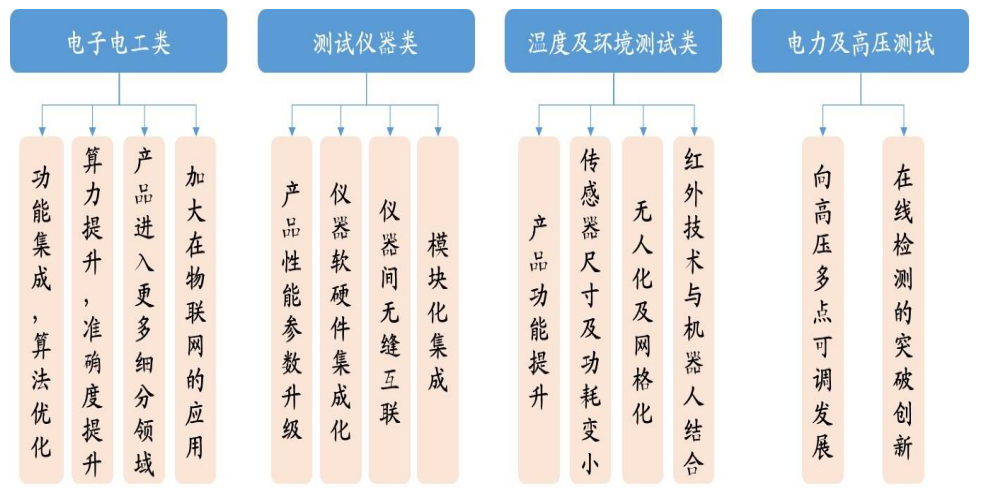 电子电工类
功能集成，算法优化
算力提升，准确度提升
产品进入更多细分领域
加大在物联网的应用
测试仪器类
产品性能参数升级
仪器软硬件集成化
仪器间无缝互联
模块化集成
温度及环境测试类
产品功能提升
传感器尺寸及功耗变小
无人化及网格化
红外技术与机器人结合
电力及高压测试
向高压多点可调发展
在线检测的突破创新